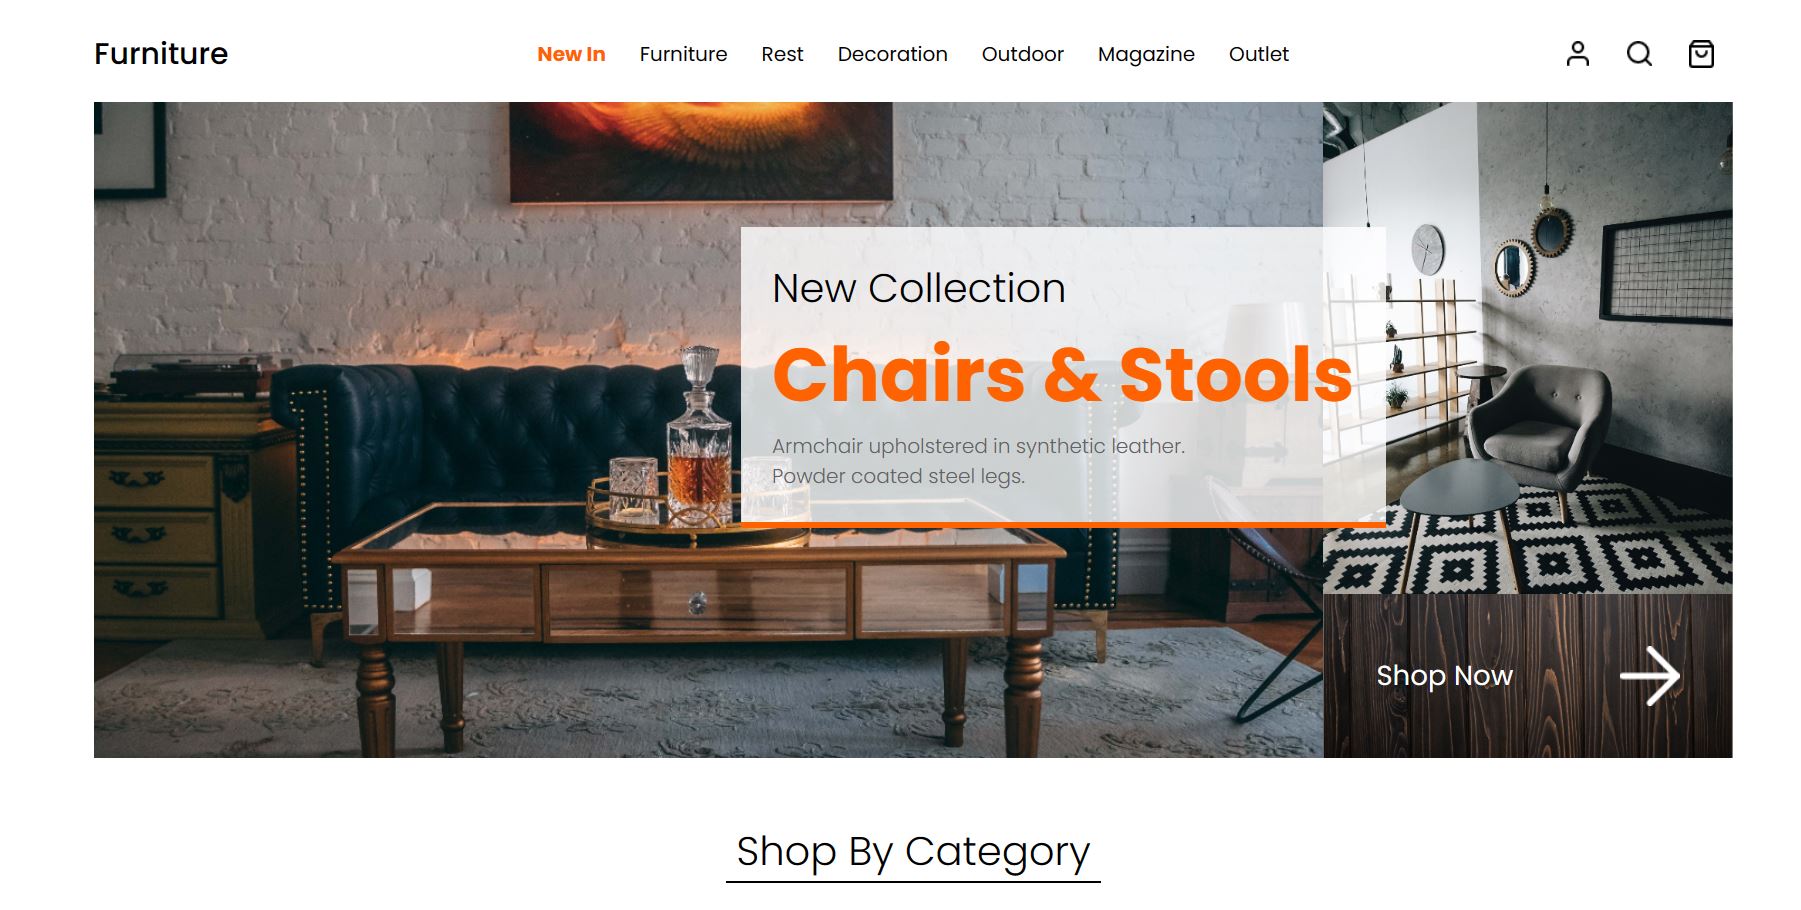 Furniture
New In Furniture Rest Decoration Outdoor Magazine Outlet
New Collection
Chairs & Stools
Armchair upholstered in synthetic leather.
Powder coated steel legs.
Shop Now
Shop By Category